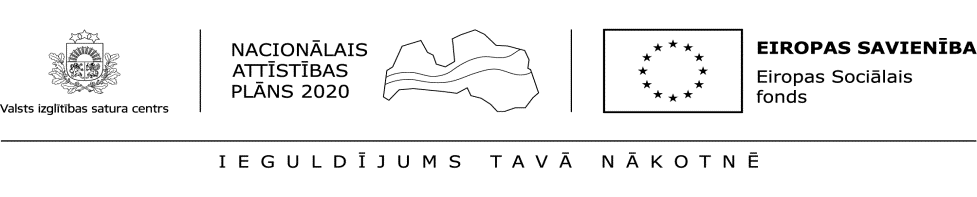 Valsts izglītības satura centrs
NACIONĀLAIS
ATTĪSTĪBAS
PLĀNS 2020
EIROPAS SAVIENĪBA
Eiropas Sociālais
fonds
IEGULDĪJUMS TAVĀ NĀKOTNĒ